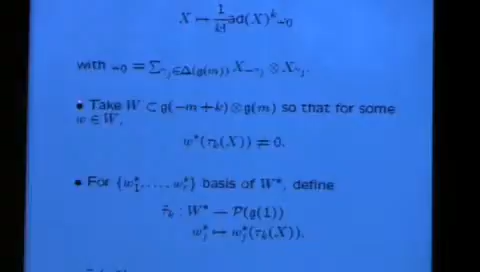 X ↦ 1/k! ad(X)^k ω_0
with ω_0 = Σ_{γ_j∈Δ(g(m))} X_{-γ_j} ⊗ X_{γ_j}.
• Take W ⊂ g(-m+k)⊗g(m) so that for some
w ∈ W,
w*(τ_k(X)) ≠ 0.
• For {w_1*, ..., w_r*} basis of W*, define
τ̃_k : W* → P(g(1))
w_j* ↦ w_j*(τ_k(X)).